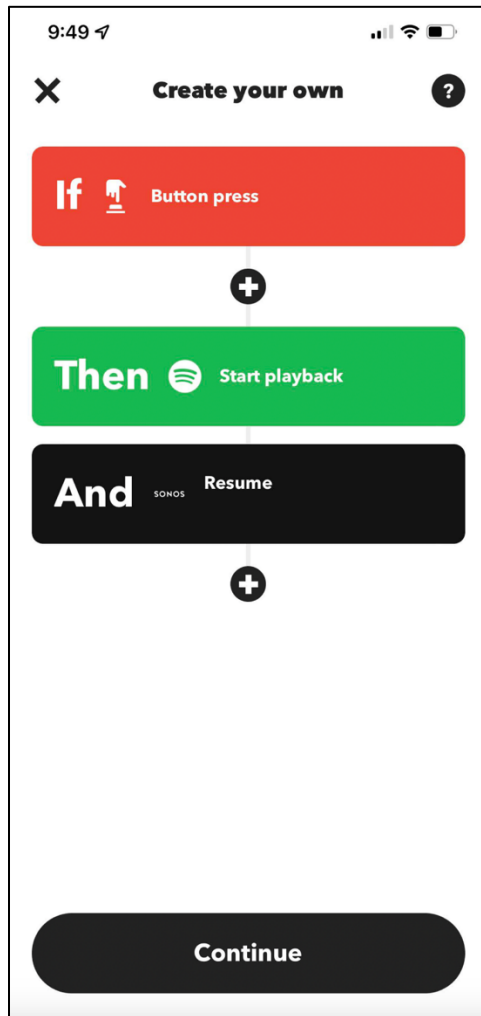 9:49
Create your own
?
If Button press
Then Start playback
And SONOS Resume
Continue